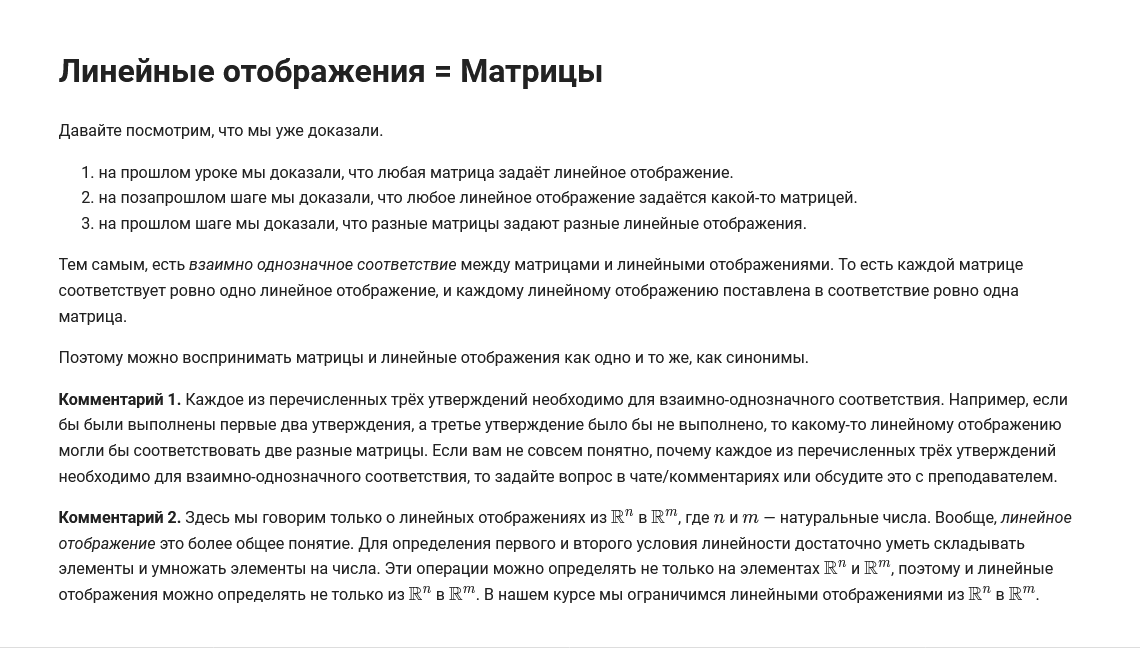 Линейные отображения = Матрицы
Давайте посмотрим, что мы уже доказали.
1. на прошлом уроке мы доказали, что любая матрица задаёт линейное отображение.
2. на позапрошлом шаге мы доказали, что любое линейное отображение задаётся какой-то матрицей.
3. на прошлом шаге мы доказали, что разные матрицы задают разные линейные отображения.
Тем самым, есть взаимно однозначное соответствие между матрицами и линейными отображениями. То есть каждой матрице
соответствует ровно одно линейное отображение, и каждому линейному отображению поставлена в соответствие ровно одна
матрица.
Поэтому можно воспринимать матрицы и линейные отображения как одно и то же, как синонимы.
Комментарий 1. Каждое из перечисленных трёх утверждений необходимо для взаимно-однозначного соответствия. Например, если
бы были выполнены первые два утверждения, а третье утверждение было бы не выполнено, то какому-то линейному отображению
могли бы соответствовать две разные матрицы. Если вам не совсем понятно, почему каждое из перечисленных трёх утверждений
необходимо для взаимно-однозначного соответствия, то задайте вопрос в чате/комментариях или обсудите это с преподавателем.
Комментарий 2. Здесь мы говорим только о линейных отображениях из ℝⁿ в ℝᵐ, где n и m — натуральные числа. Вообще, линейное
отображение это более общее понятие. Для определения первого и второго условия линейности достаточно уметь складывать
элементы и умножать элементы на числа. Эти операции можно определять не только на элементах ℝⁿ и ℝᵐ, поэтому и линейные
отображения можно определять не только из ℝⁿ в ℝᵐ. В нашем курсе мы ограничимся линейными отображениями из ℝⁿ в ℝᵐ.